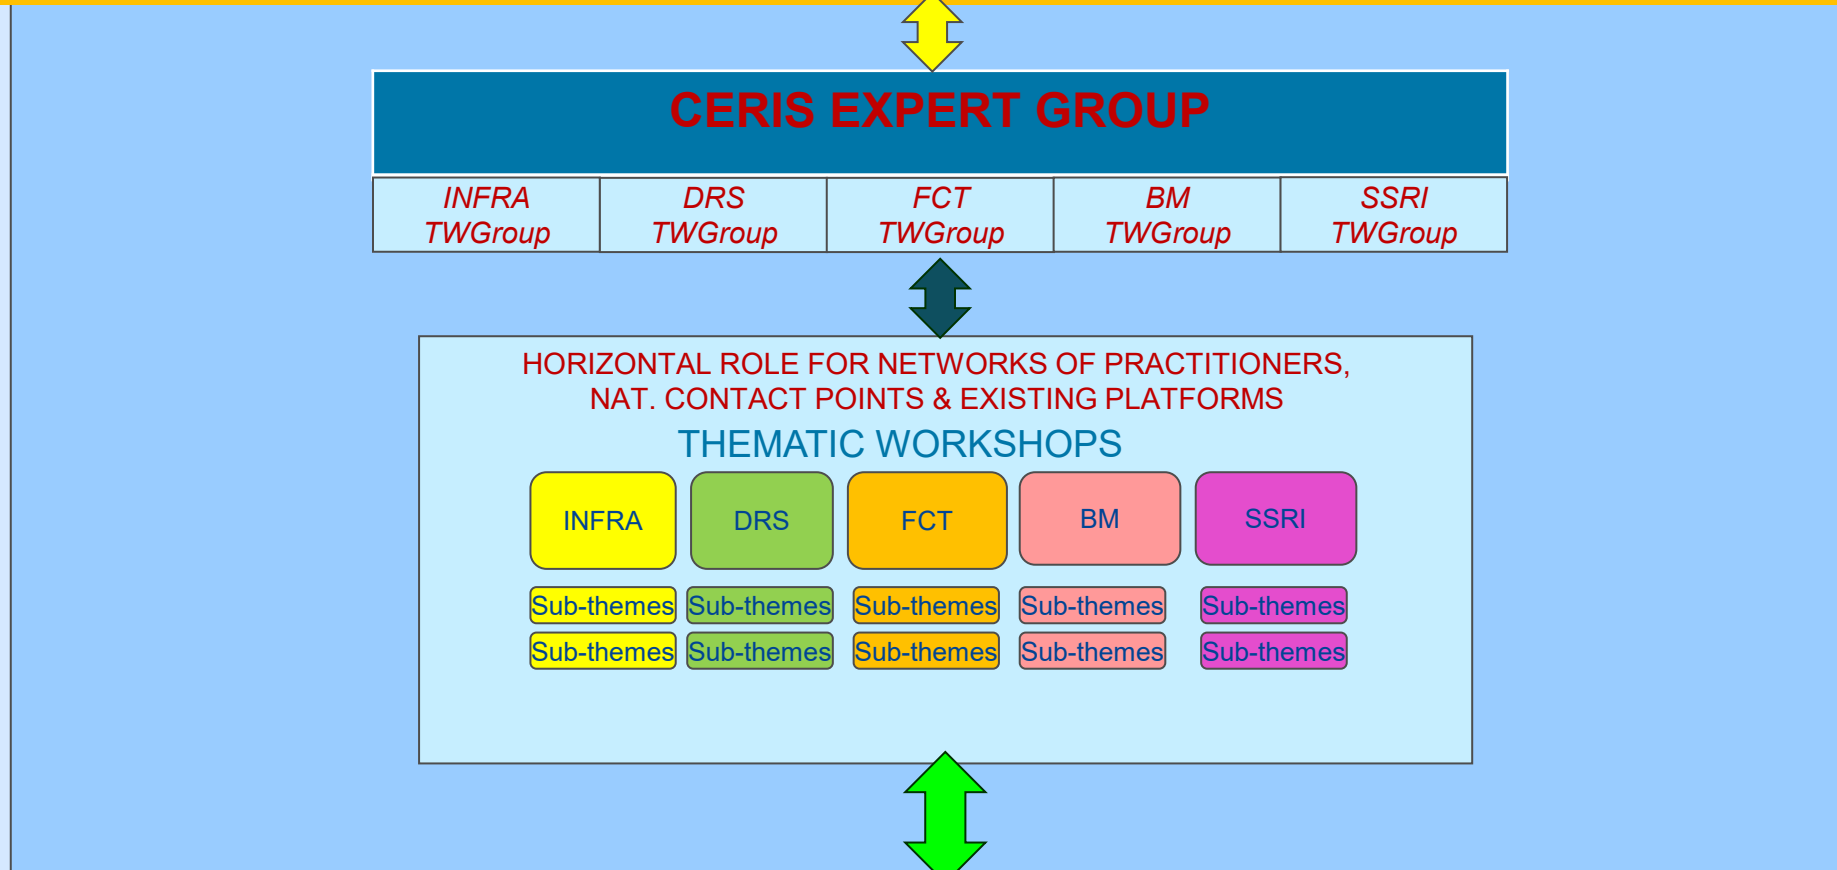 CERIS EXPERT GROUP
INFRA DRS FCT BM SSRI
TWGroup TWGroup TWGroup TWGroup TWGroup
HORIZONTAL ROLE FOR NETWORKS OF PRACTITIONERS,
NAT. CONTACT POINTS & EXISTING PLATFORMS
THEMATIC WORKSHOPS
INFRA DRS FCT BM SSRI
Sub-themes Sub-themes Sub-themes Sub-themes Sub-themes
Sub-themes Sub-themes Sub-themes Sub-themes Sub-themes